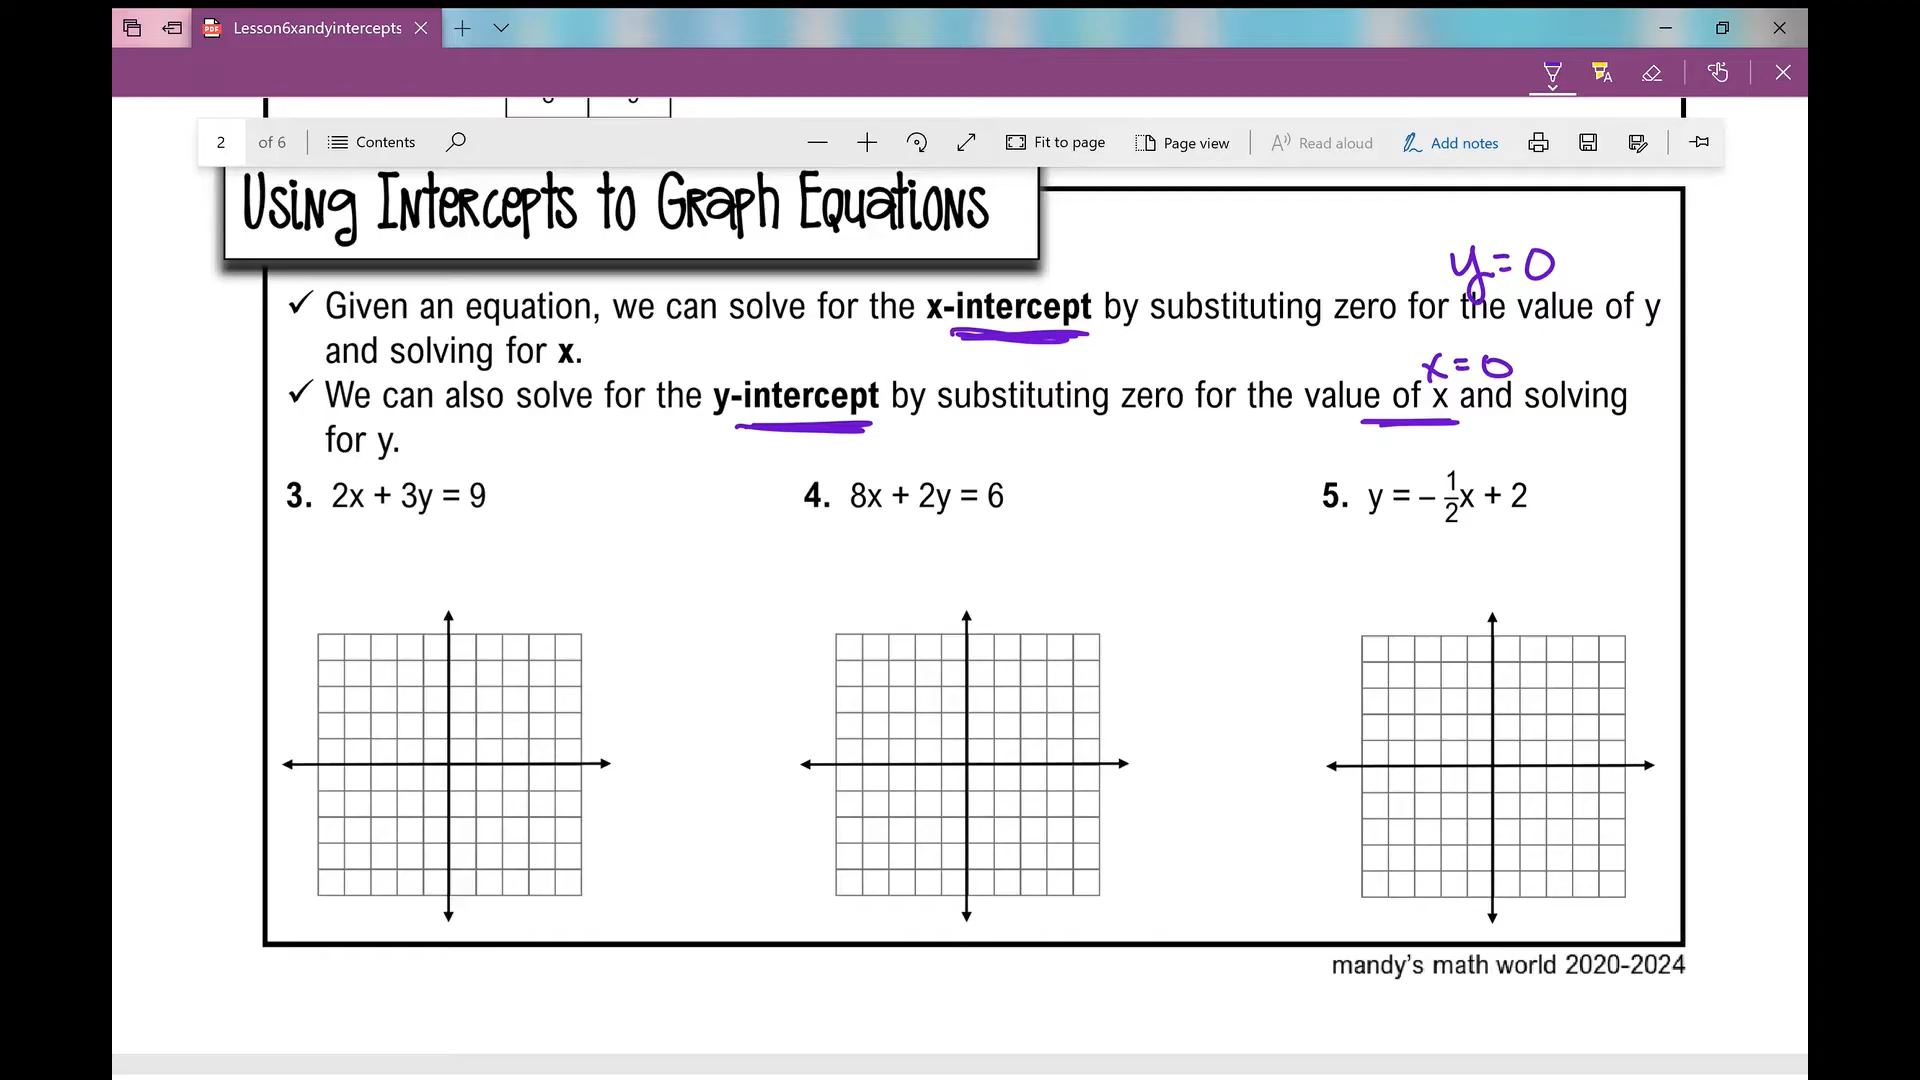 Lesson6xandyintercepts
2 of 6 Contents Fit to page Page view Read aloud Add notes
Using Intercepts to Graph Equations
y = 0
✓ Given an equation, we can solve for the x-intercept by substituting zero for the value of y
and solving for x.
x = 0
✓ We can also solve for the y-intercept by substituting zero for the value of x and solving
for y.
3. 2x + 3y = 9
4. 8x + 2y = 6
5. y = – 1/2x + 2
mandy's math world 2020-2024